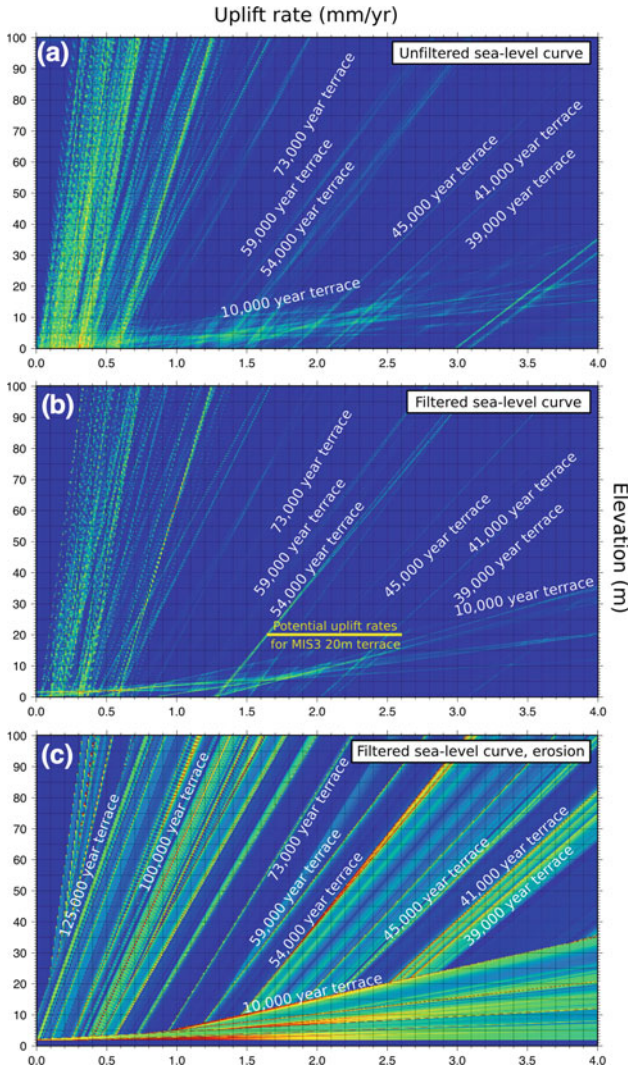 Uplift rate (mm/yr)
(a)
Unfiltered sea-level curve
100
90
80
70
60
50
40
30
20
10
0
73,000 year terrace
59,000 year terrace
54,000 year terrace
45,000 year terrace
41,000 year terrace
39,000 year terrace
10,000 year terrace
0.0 0.5 1.0 1.5 2.0 2.5 3.0 3.5 4.0
(b)
Filtered sea-level curve
100
90
80
70
60
50
40
30
20
10
0
73,000 year terrace
59,000 year terrace
54,000 year terrace
45,000 year terrace
41,000 year terrace
39,000 year terrace
10,000 year terrace
Potential uplift rates
for MIS3 20m terrace
Elevation (m)
0.0 0.5 1.0 1.5 2.0 2.5 3.0 3.5 4.0
(c)
Filtered sea-level curve, erosion
100
90
80
70
60
50
40
30
20
10
0
125,000 year terrace
100,000 year terrace
73,000 year terrace
59,000 year terrace
54,000 year terrace
45,000 year terrace
41,000 year terrace
39,000 year terrace
10,000 year terrace
0.0 0.5 1.0 1.5 2.0 2.5 3.0 3.5 4.0